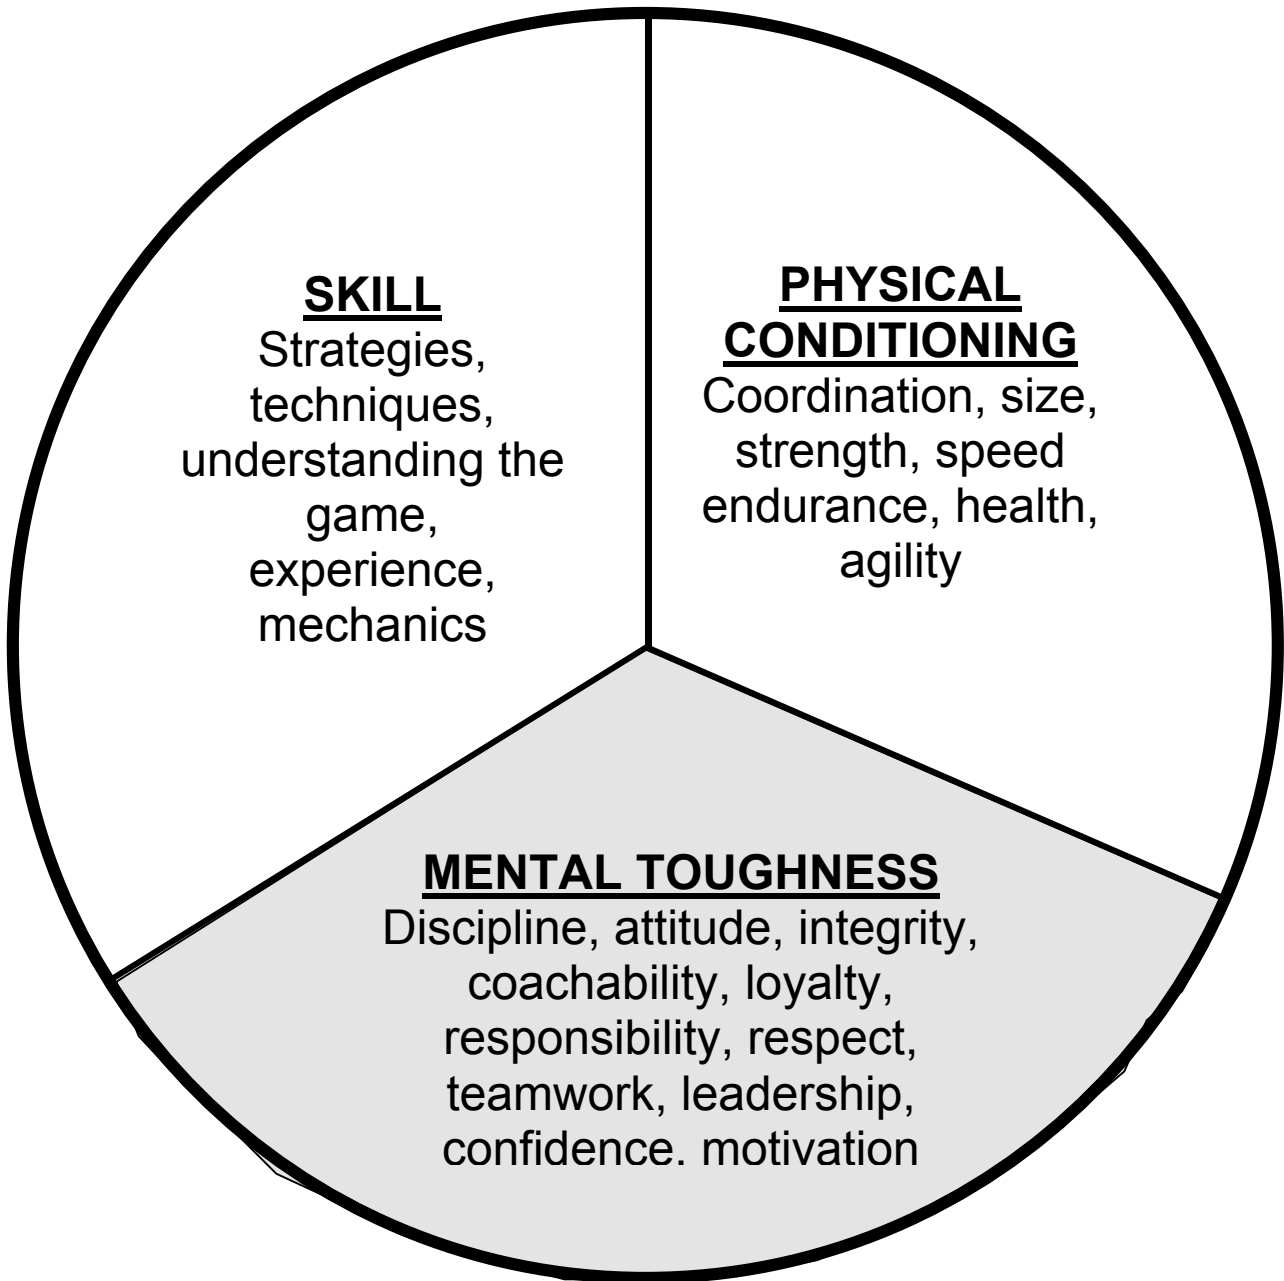 SKILL
Strategies,
techniques,
understanding the
game,
experience,
mechanics
PHYSICAL
CONDITIONING
Coordination, size,
strength, speed
endurance, health,
agility
MENTAL TOUGHNESS
Discipline, attitude, integrity,
coachability, loyalty,
responsibility, respect,
teamwork, leadership,
confidence. motivation